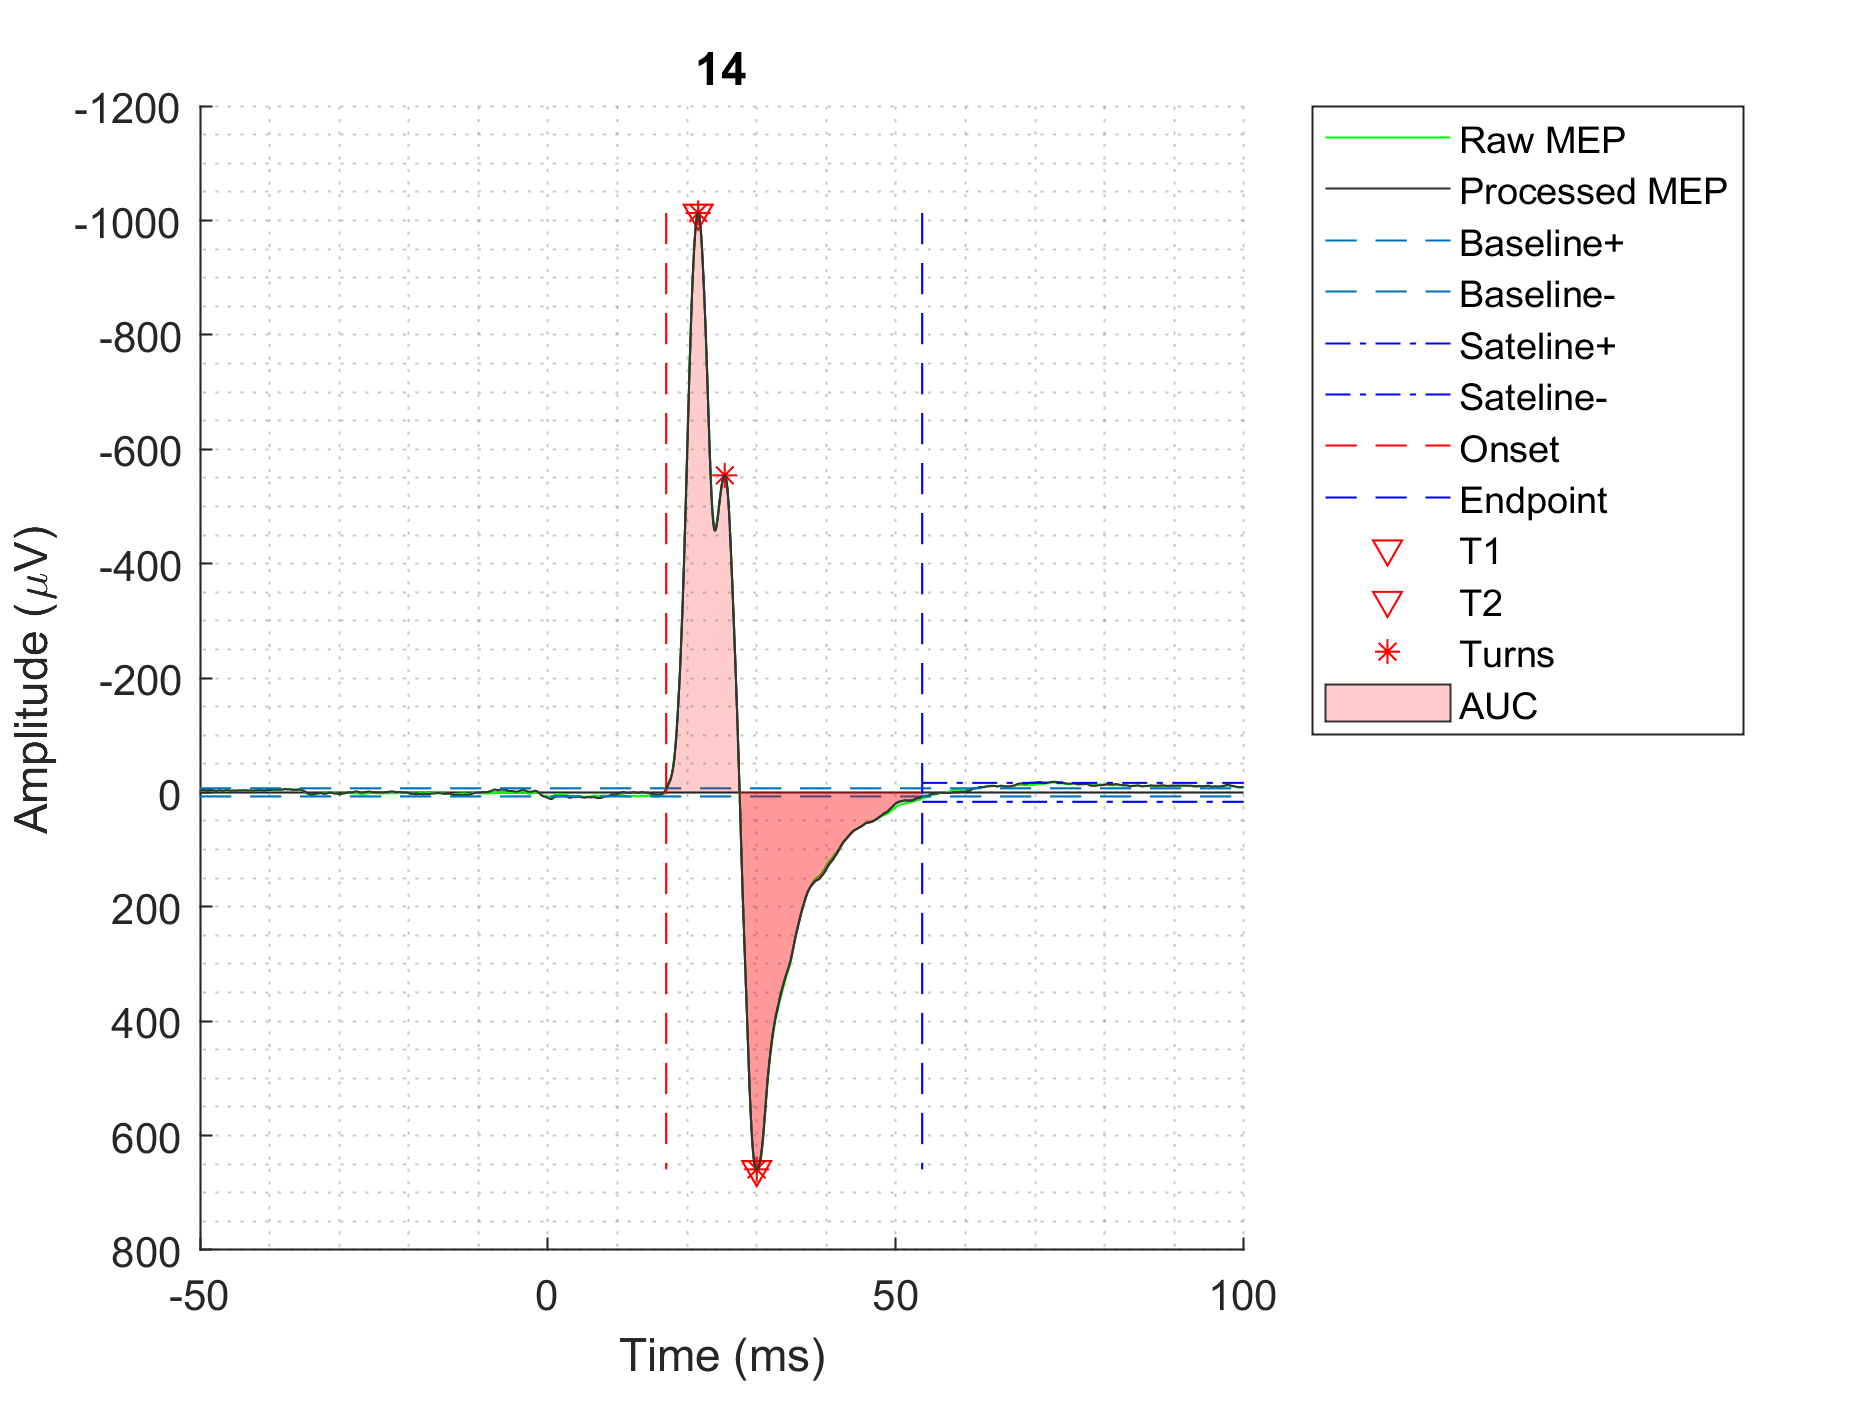 14
-1200
-1000
-800
-600
-400
-200
0
200
400
600
800
Amplitude (μV)
-50 0 50 100
Time (ms)
Raw MEP
Processed MEP
Baseline+
Baseline-
Sateline+
Sateline-
Onset
Endpoint
T1
T2
Turns
AUC